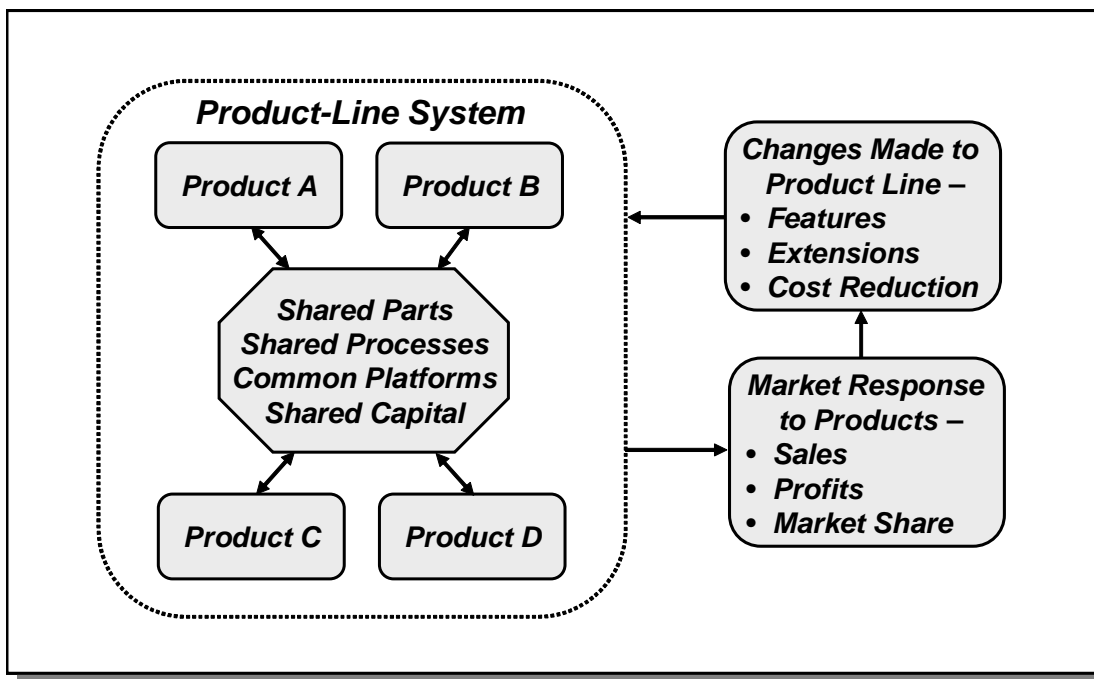 Product-Line System
Product A
Product B
Shared Parts
Shared Processes
Common Platforms
Shared Capital
Product C
Product D
Changes Made to
Product Line –
• Features
• Extensions
• Cost Reduction
Market Response
to Products –
• Sales
• Profits
• Market Share